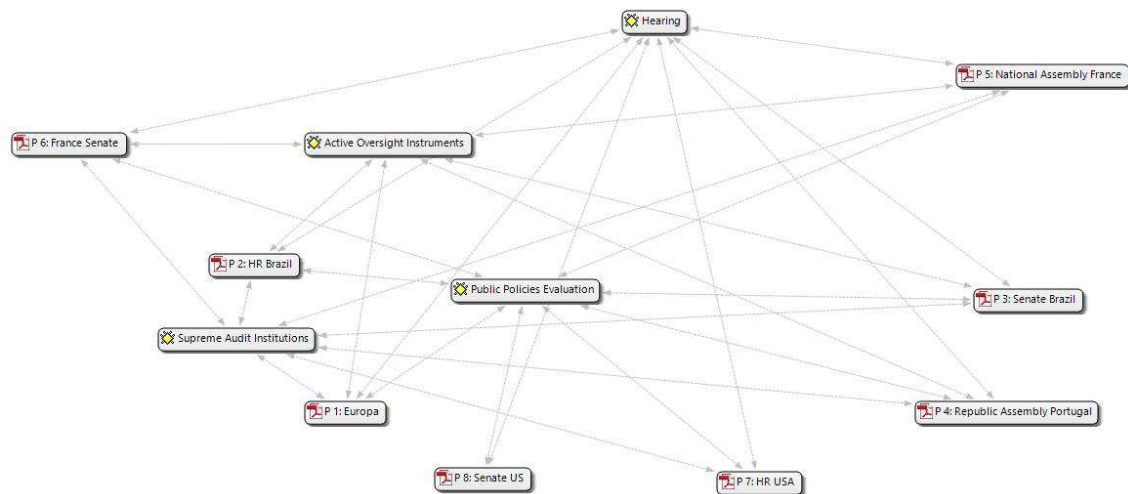 Hearing
P 5: National Assembly France
P 6: France Senate
Active Oversight Instruments
P 2: HR Brazil
Public Policies Evaluation
P 3: Senate Brazil
Supreme Audit Institutions
P 1: Europa
P 4: Republic Assembly Portugal
P 8: Senate US
P 7: HR USA